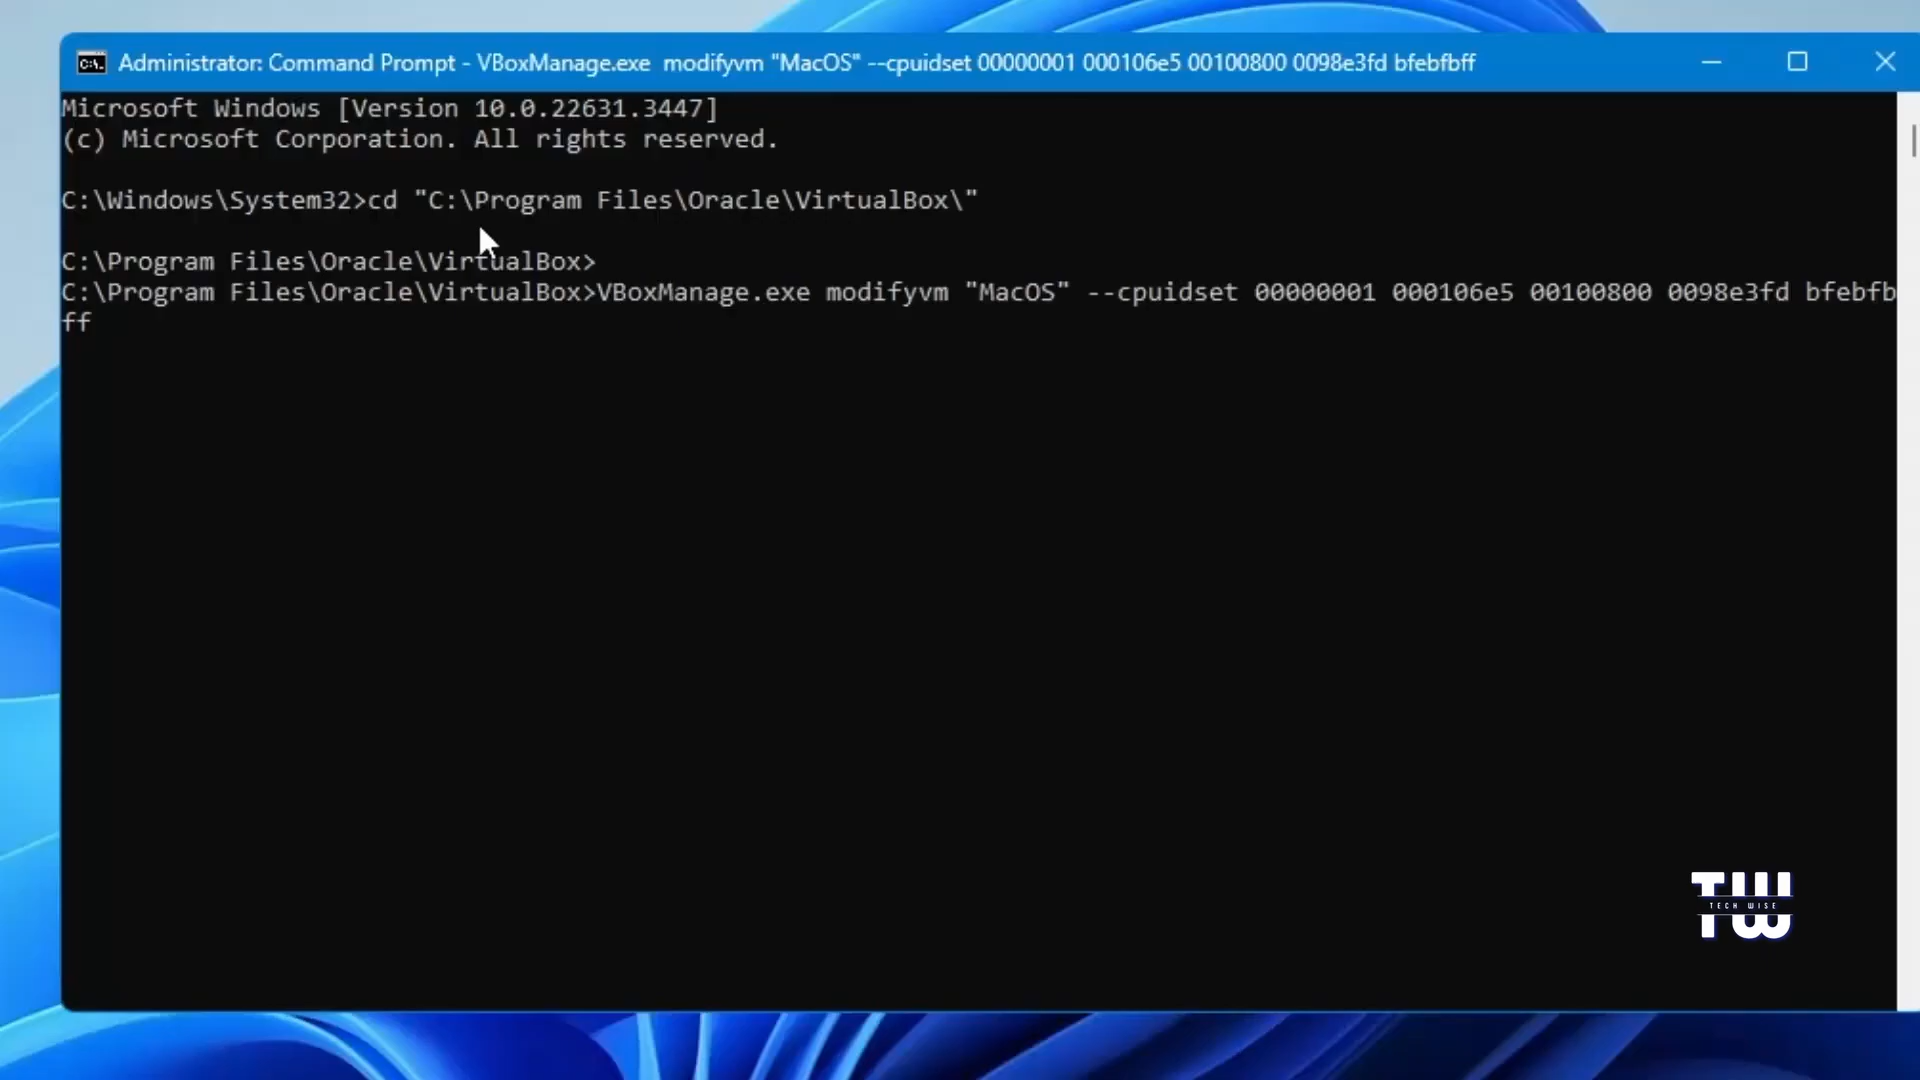 Administrator: Command Prompt - VBoxManage.exe  modifyvm "MacOS" --cpuidset 00000001 000106e5 00100800 0098e3fd bfebfbff
Microsoft Windows [Version 10.0.22631.3447]
(c) Microsoft Corporation. All rights reserved.
C:\Windows\System32>cd "C:\Program Files\Oracle\VirtualBox\"
C:\Program Files\Oracle\VirtualBox>
C:\Program Files\Oracle\VirtualBox>VBoxManage.exe modifyvm "MacOS" --cpuidset 00000001 000106e5 00100800 0098e3fd bfebfb
ff
TW
TECH WISE